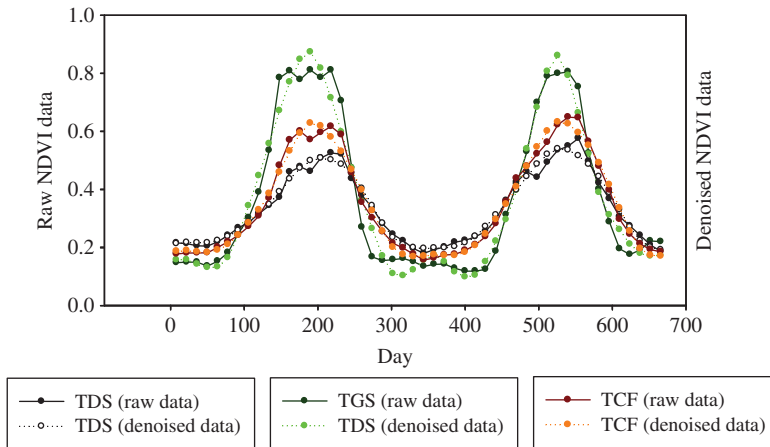 1.0
0.8
0.6
0.4
0.2
0.0
Raw NDVI data
Denoised NDVI data
0 100 200 300 400 500 600 700
Day
TDS (raw data)
TDS (denoised data)
TGS (raw data)
TDS (denoised data)
TCF (raw data)
TCF (denoised data)